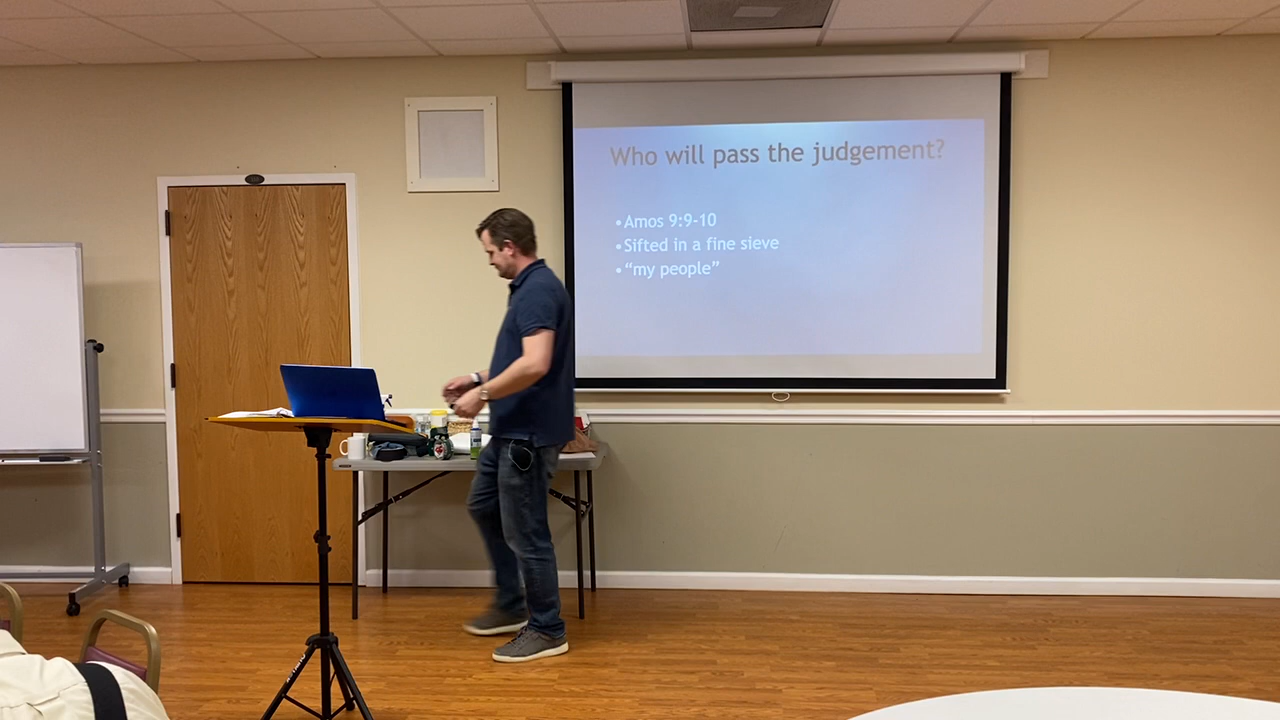 Who will pass the judgement?
•Amos 9:9-10
•Sifted in a fine sieve
•“my people”